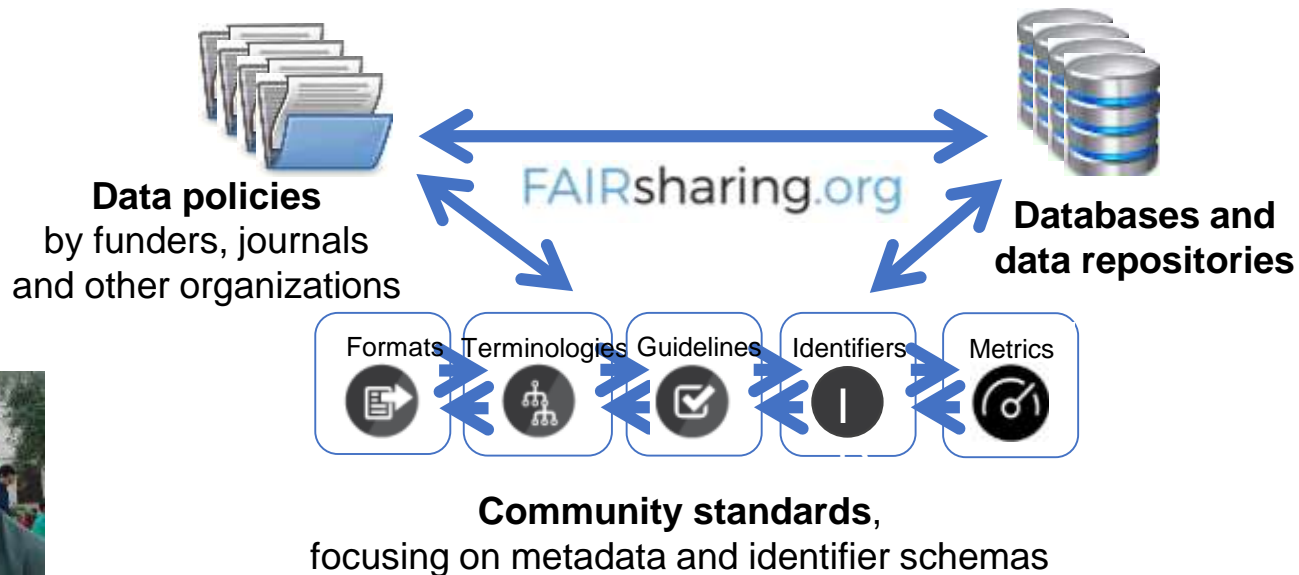 FAIRsharing.org
Data policies
by funders, journals
and other organizations
Databases and
data repositories
Formats
Terminologies
Guidelines
Identifiers
Metrics
I
Community standards,
focusing on metadata and identifier schemas